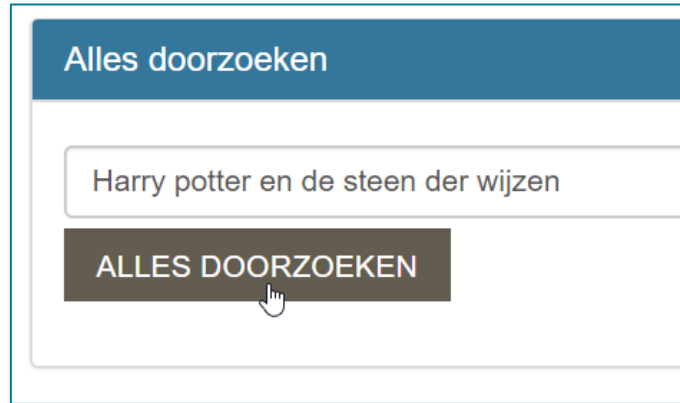 Alles doorzoeken
Harry potter en de steen der wijzen
ALLES DOORZOEKEN